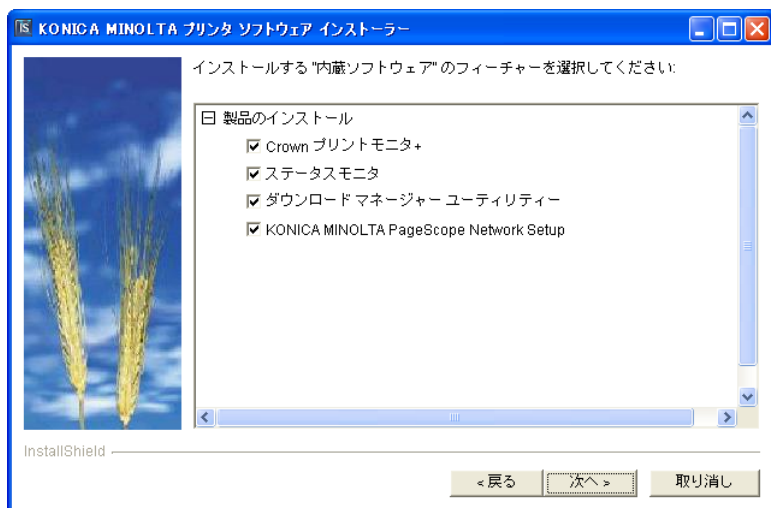 KONICA MINOLTA プリンタ ソフトウェア インストーラー
インストールする "内蔵ソフトウェア" のフィーチャーを選択してください:
製品のインストール
Crown プリントモニタ+
ステータスモニタ
ダウンロード マネージャー ユーティリティー
KONICA MINOLTA PageScope Network Setup
InstallShield
< 戻る
次へ >
取り消し